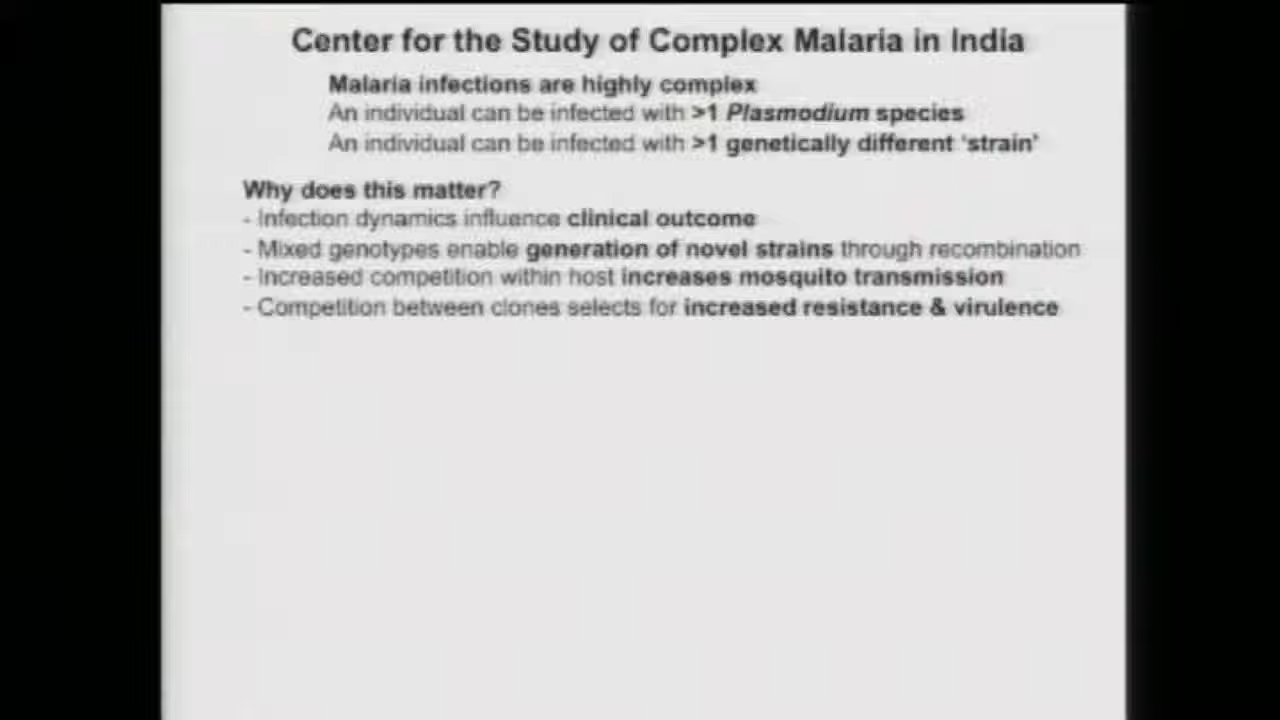 Center for the Study of Complex Malaria in India
Malaria infections are highly complex
An individual can be infected with >1 Plasmodium species
An individual can be infected with >1 genetically different ‘strain’
Why does this matter?
- Infection dynamics influence clinical outcome
- Mixed genotypes enable generation of novel strains through recombination
- Increased competition within host increases mosquito transmission
- Competition between clones selects for increased resistance & virulence